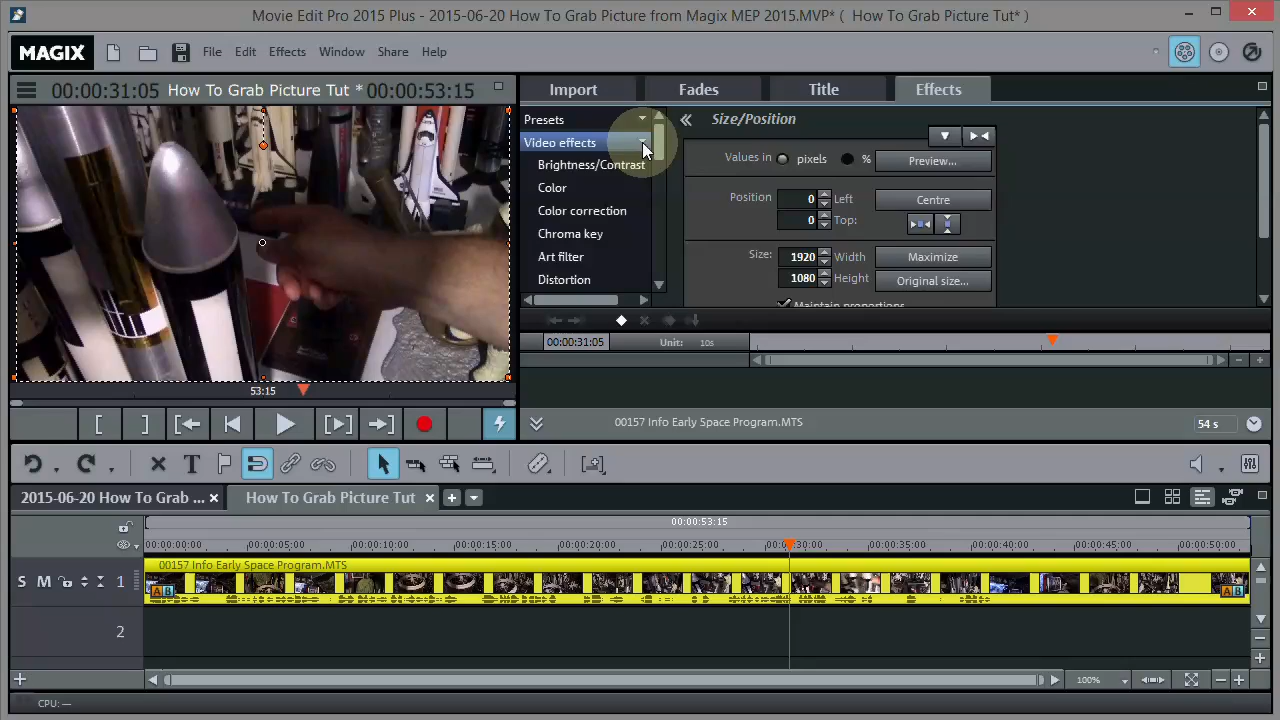 Movie Edit Pro 2015 Plus - 2015-06-20 How To Grab Picture from Magix MEP 2015.MVP* ( How To Grab Picture Tut* )
MAGIX File Edit Effects Window Share Help
00:00:31:05 How To Grab Picture Tut * 00:00:53:15
Import Fades Title Effects
Presets
Video effects
Brightness/Contrast
Color
Color correction
Chroma key
Art filter
Distortion
Size/Position
Values in pixels % Preview...
Position 0 Left Centre
0 Top:
Size: 1920 Width Maximize
1080 Height Original size...
Maintain proportions
00:00:31:05 Unit: 10s
53:15
00157 Info Early Space Program.MTS 54 s
2015-06-20 How To Grab ... How To Grab Picture Tut
00:00:53:15
00:00:00:00 00:00:05:00 00:00:10:00 00:00:15:00 00:00:20:00 00:00:25:00 00:00:30:00 00:00:35:00 00:00:40:00 00:00:45:00 00:00:50:00
00157 Info Early Space Program.MTS
S M 1
A B A B
2
100%
CPU: —